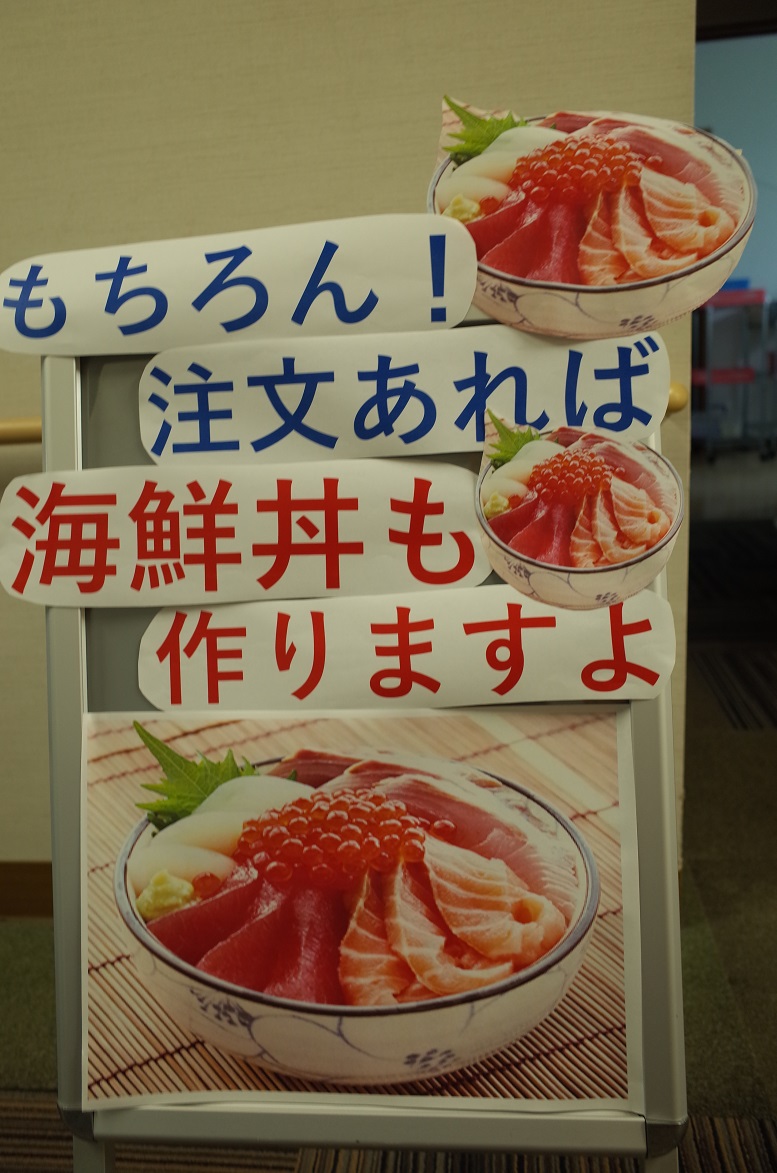 もちろん！
注文あれば
海鮮丼も
作りますよ